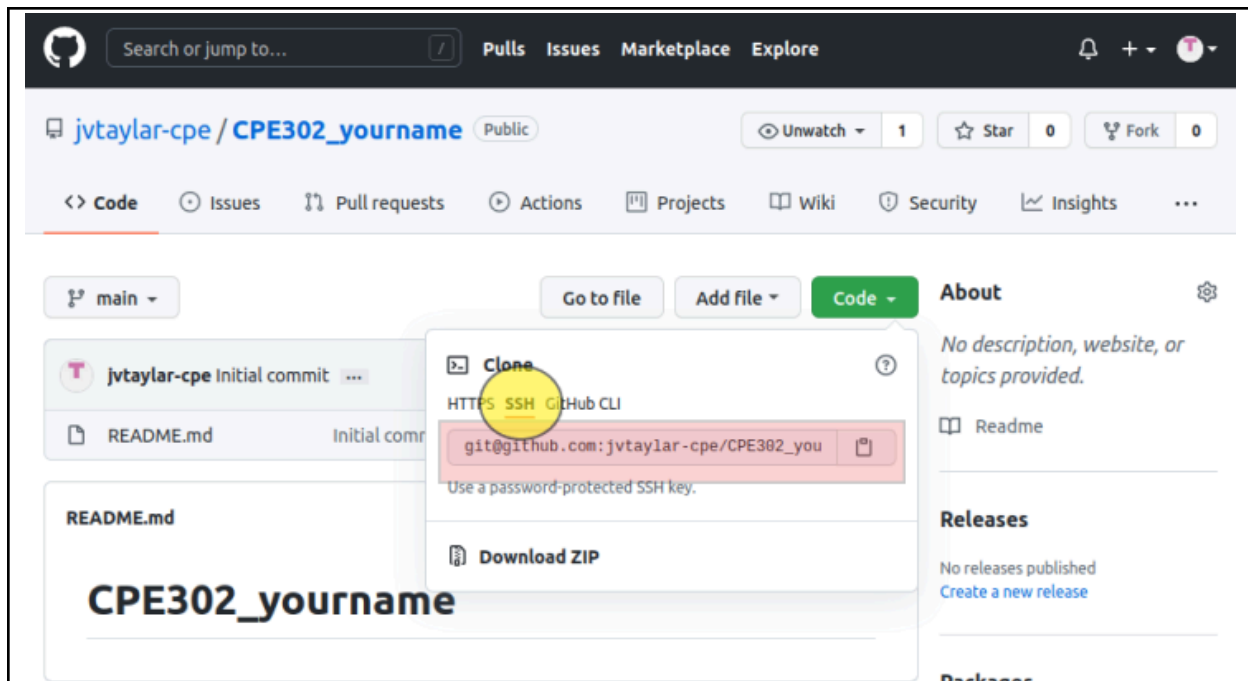 Search or jump to... / Pulls Issues Marketplace Explore
jvtaylar-cpe / CPE302_yourname Public Unwatch 1 Star 0 Fork 0
Code Issues Pull requests Actions Projects Wiki Security Insights ...
main Go to file Add file Code About
No description, website, or
topics provided.
Clone
T jvtaylar-cpe Initial commit ...
HTTPS SSH GitHub CLI
README.md Initial Readme
git@github.com:jvtaylar-cpe/CPE302_you
Use a password-protected SSH key.
README.md Releases
Download ZIP No releases published
Create a new release
CPE302_yourname
Packages